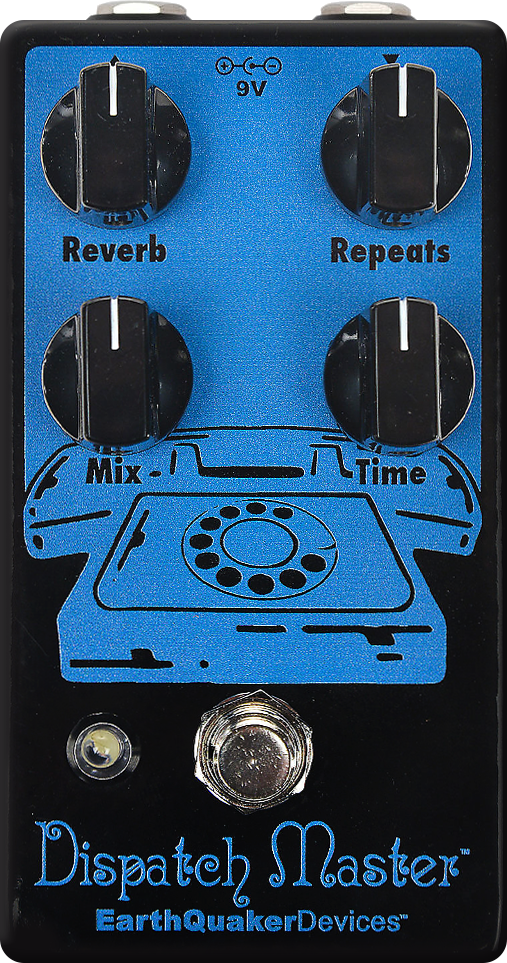 9V
Reverb Repeats
Mix Time
Dispatch Master™
EarthQuakerDevices™